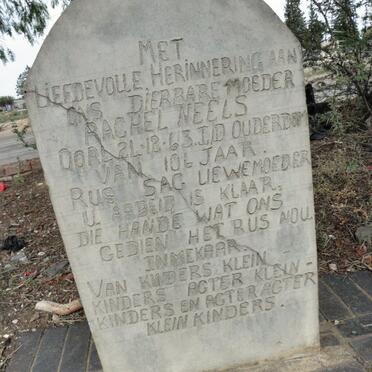 MET
LIEFDEVOLLE HERINNERING AAN
ONS DIERBARE MOEDER
RACHEL NEELS
OORL. 21-12-63. I/D OUDERDOM
VAN 106 JAAR.
RUS SAG LIEWE MOEDER
U ARBEID IS KLAAR.
DIE HANDE WAT ONS
GEDIEN HET RUS NOU
INMEKAAR
VAN KINDERS KLEIN-
KINDERS AGTER KLEIN-
KINDERS EN AGTER AGTER
KLEIN KINDERS.